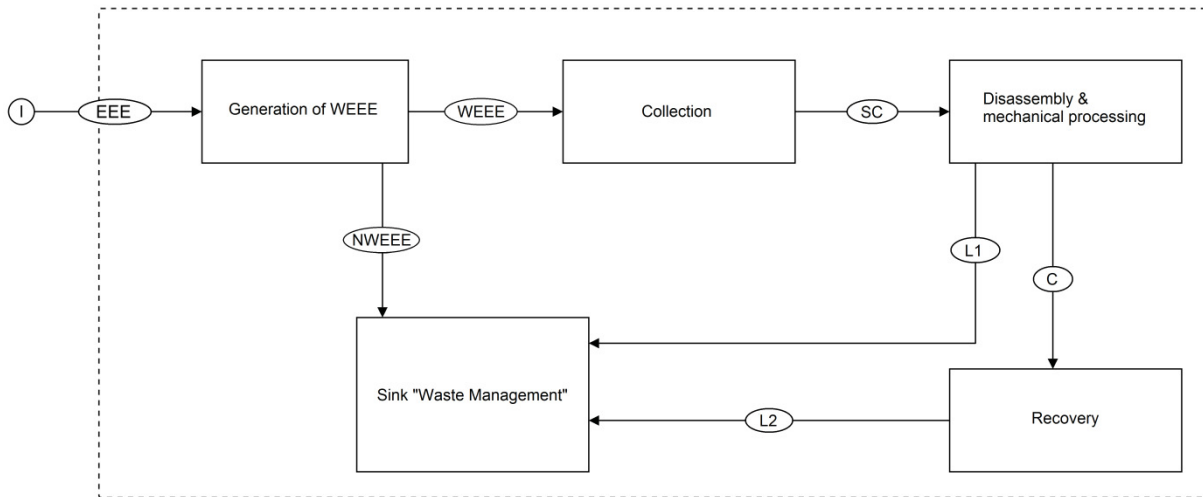 I
EEE
Generation of WEEE
WEEE
Collection
SC
Disassembly &
mechanical processing
NWEEE
L1
C
Sink "Waste Management"
L2
Recovery